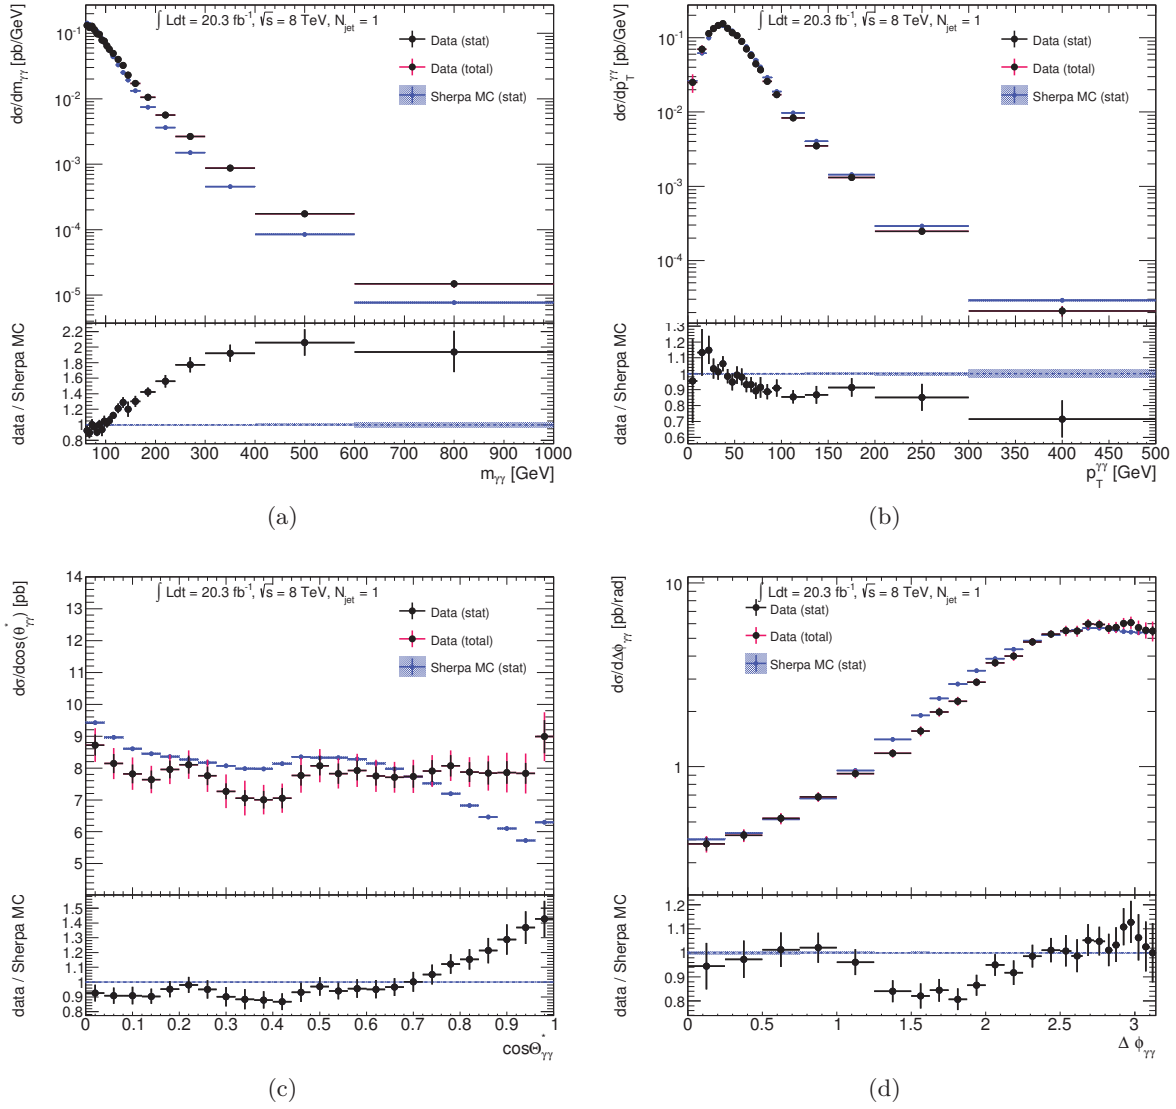 ∫ Ldt = 20.3 fb⁻¹, √s = 8 TeV, N_jet = 1
Data (stat)
Data (total)
Sherpa MC (stat)
dσ/dm_γγ [pb/GeV]
10⁻¹
10⁻²
10⁻³
10⁻⁴
10⁻⁵
data / Sherpa MC
2.2
2
1.8
1.6
1.4
1.2
1
0.8
100 200 300 400 500 600 700 800 900 1000
m_γγ [GeV]
(a)
∫ Ldt = 20.3 fb⁻¹, √s = 8 TeV, N_jet = 1
Data (stat)
Data (total)
Sherpa MC (stat)
dσ/dp_T^γγ [pb/GeV]
10⁻¹
10⁻²
10⁻³
10⁻⁴
data / Sherpa MC
1.3
1.2
1.1
1
0.9
0.8
0.7
0.6
0 50 100 150 200 250 300 350 400 450 500
p_T^γγ [GeV]
(b)
∫ Ldt = 20.3 fb⁻¹, √s = 8 TeV, N_jet = 1
Data (stat)
Data (total)
Sherpa MC (stat)
dσ/dcos(θ*_γγ) [pb]
14
13
12
11
10
9
8
7
6
5
data / Sherpa MC
1.5
1.4
1.3
1.2
1.1
1
0.9
0.8
0 0.1 0.2 0.3 0.4 0.5 0.6 0.7 0.8 0.9 1
cosΘ*_γγ
(c)
∫ Ldt = 20.3 fb⁻¹, √s = 8 TeV, N_jet = 1
Data (stat)
Data (total)
Sherpa MC (stat)
dσ/dΔϕ_γγ [pb/rad]
10
1
data / Sherpa MC
1.2
1.1
1
0.9
0.8
0 0.5 1 1.5 2 2.5 3
Δ ϕ_γγ
(d)